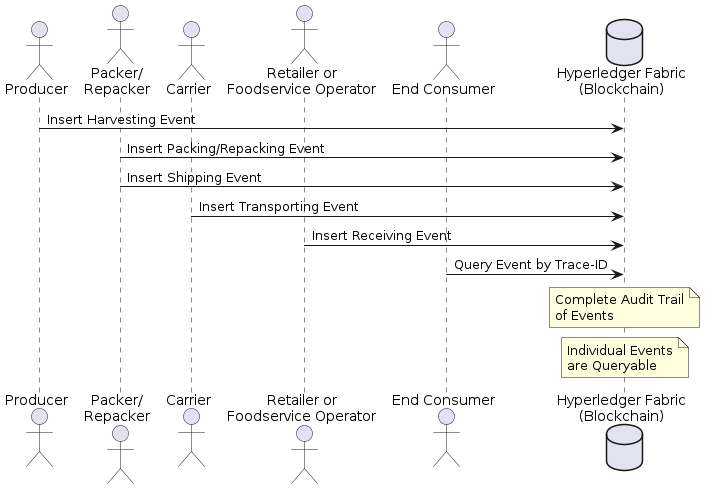 Producer
Packer/
Repacker
Carrier
Retailer or
Foodservice Operator
End Consumer
Hyperledger Fabric
(Blockchain)
Insert Harvesting Event
Insert Packing/Repacking Event
Insert Shipping Event
Insert Transporting Event
Insert Receiving Event
Query Event by Trace-ID
Complete Audit Trail
of Events
Individual Events
are Queryable
Producer
Packer/
Repacker
Carrier
Retailer or
Foodservice Operator
End Consumer
Hyperledger Fabric
(Blockchain)